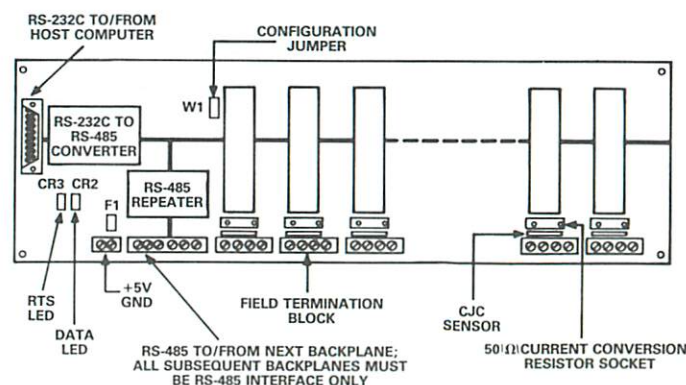 RS-232C TO/FROM
HOST COMPUTER
CONFIGURATION
JUMPER
W1
RS-232C TO
RS-485
CONVERTER
RS-485
REPEATER
CR3 CR2
F1
+5V
GND
RTS
LED
DATA
LED
FIELD TERMINATION
BLOCK
CJC
SENSOR
50(Ω)CURRENT CONVERSION
RESISTOR SOCKET
RS-485 TO/FROM NEXT BACKPLANE;
ALL SUBSEQUENT BACKPLANES MUST
BE RS-485 INTERFACE ONLY